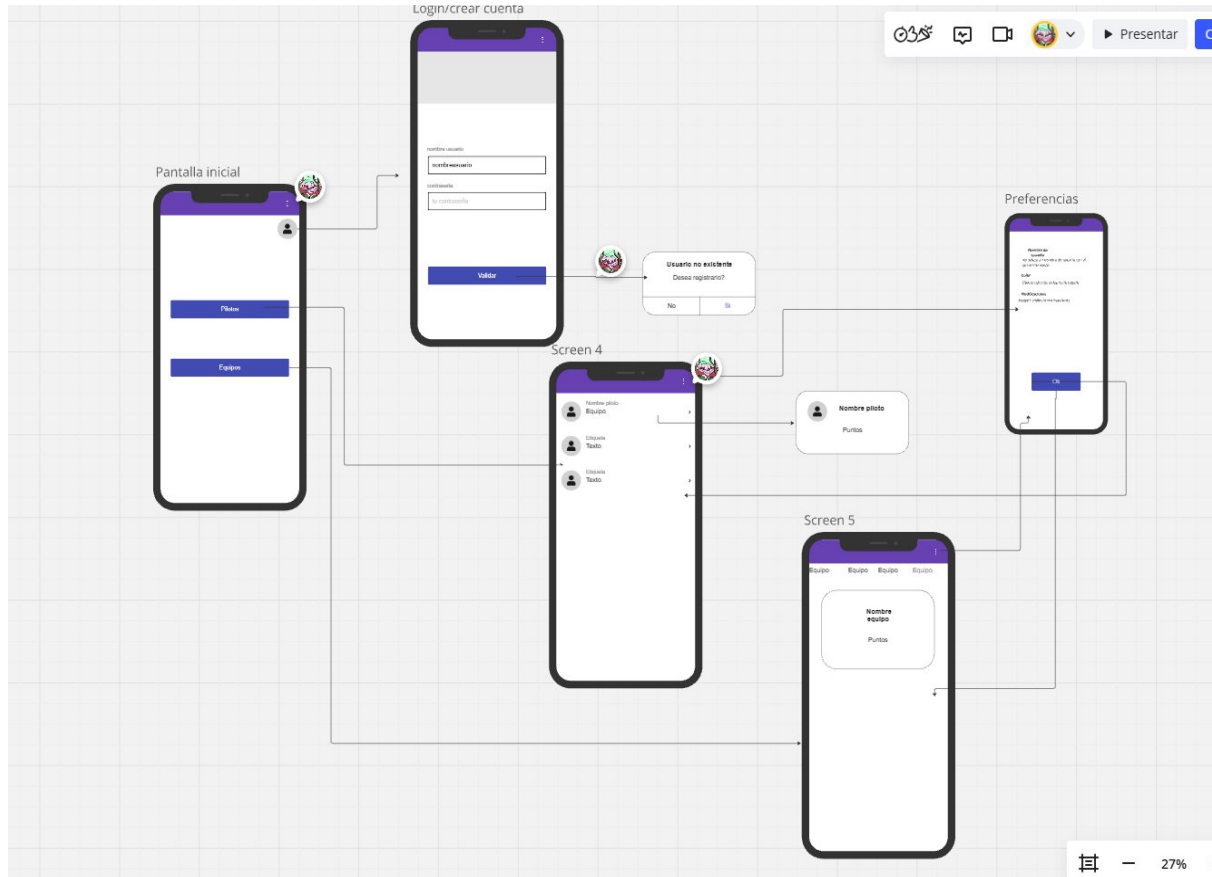 Login/crear cuenta
Presentar
Pantalla inicial
Pilotos
Equipos
nombre usuario
nombreusuario
contraseña
tu contraseña
Validar
Usuario no existente
Desea registrarlo?
No
Si
Preferencias
Ok
Screen 4
Nombre piloto
Equipo
Etiqueta
Texto
Etiqueta
Texto
Nombre piloto
Puntos
Screen 5
Equipo Equipo Equipo Equipo
Nombre
equipo
Puntos
27%